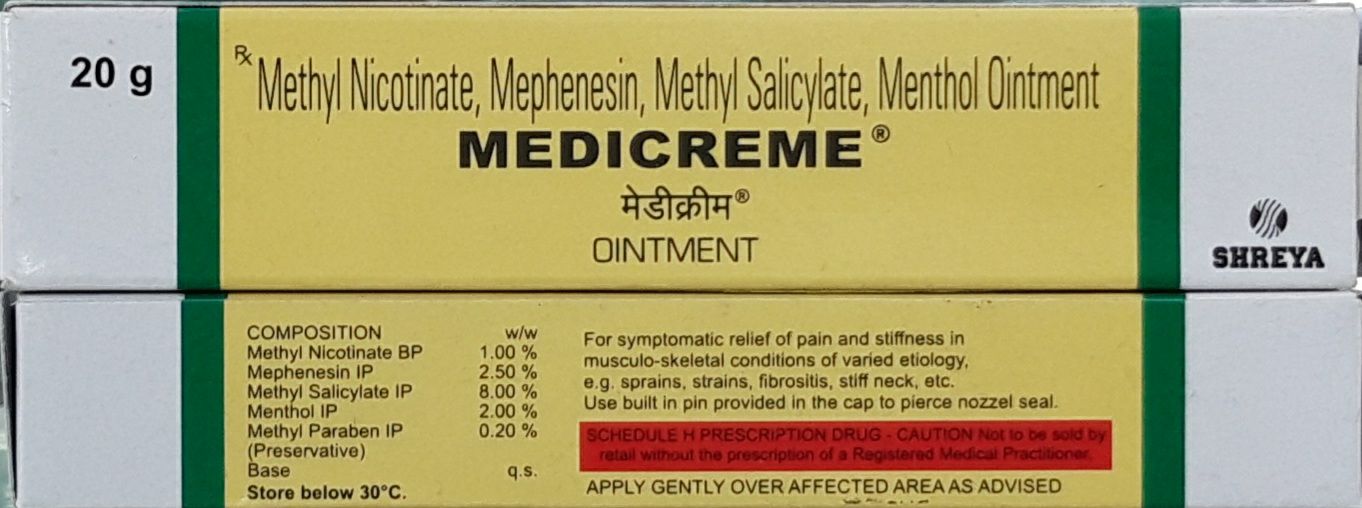 20 g
Rx Methyl Nicotinate, Mephenesin, Methyl Salicylate, Menthol Ointment
MEDICREME®
मेडीक्रीम®
OINTMENT
SHREYA
COMPOSITION w/w
Methyl Nicotinate BP 1.00 %
Mephenesin IP 2.50 %
Methyl Salicylate IP 8.00 %
Menthol IP 2.00 %
Methyl Paraben IP 0.20 %
(Preservative)
Base q.s.
Store below 30°C.
For symptomatic relief of pain and stiffness in
musculo-skeletal conditions of varied etiology,
e.g. sprains, strains, fibrositis, stiff neck, etc.
Use built in pin provided in the cap to pierce nozzel seal.
SCHEDULE H PRESCRIPTION DRUG - CAUTION Not to be sold by
retail without the prescription of a Registered Medical Practitioner.
APPLY GENTLY OVER AFFECTED AREA AS ADVISED